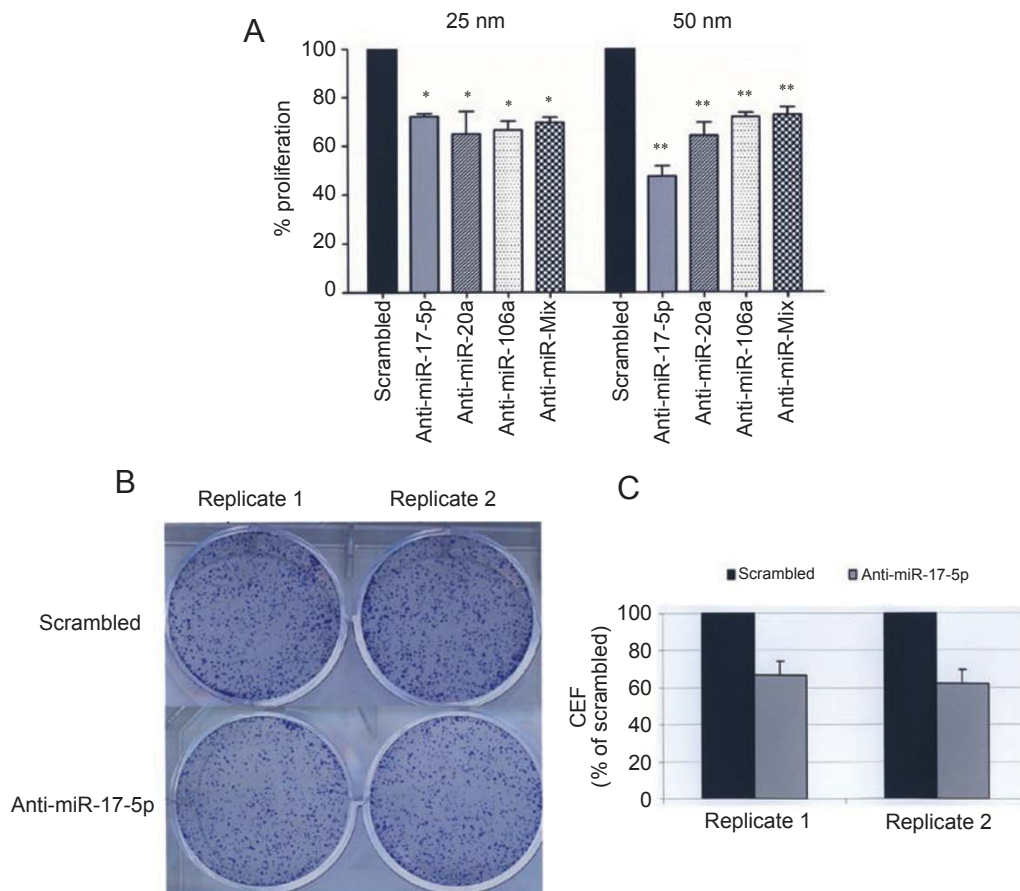 A
25 nm
50 nm
% proliferation
100
80
60
40
20
0
* * * *
** ** ** **
Scrambled
Anti-miR-17-5p
Anti-miR-20a
Anti-miR-106a
Anti-miR-Mix
Scrambled
Anti-miR-17-5p
Anti-miR-20a
Anti-miR-106a
Anti-miR-Mix
B
Replicate 1
Replicate 2
Scrambled
Anti-miR-17-5p
C
Scrambled
Anti-miR-17-5p
CEF
(% of scrambled)
100
80
60
40
20
0
Replicate 1
Replicate 2